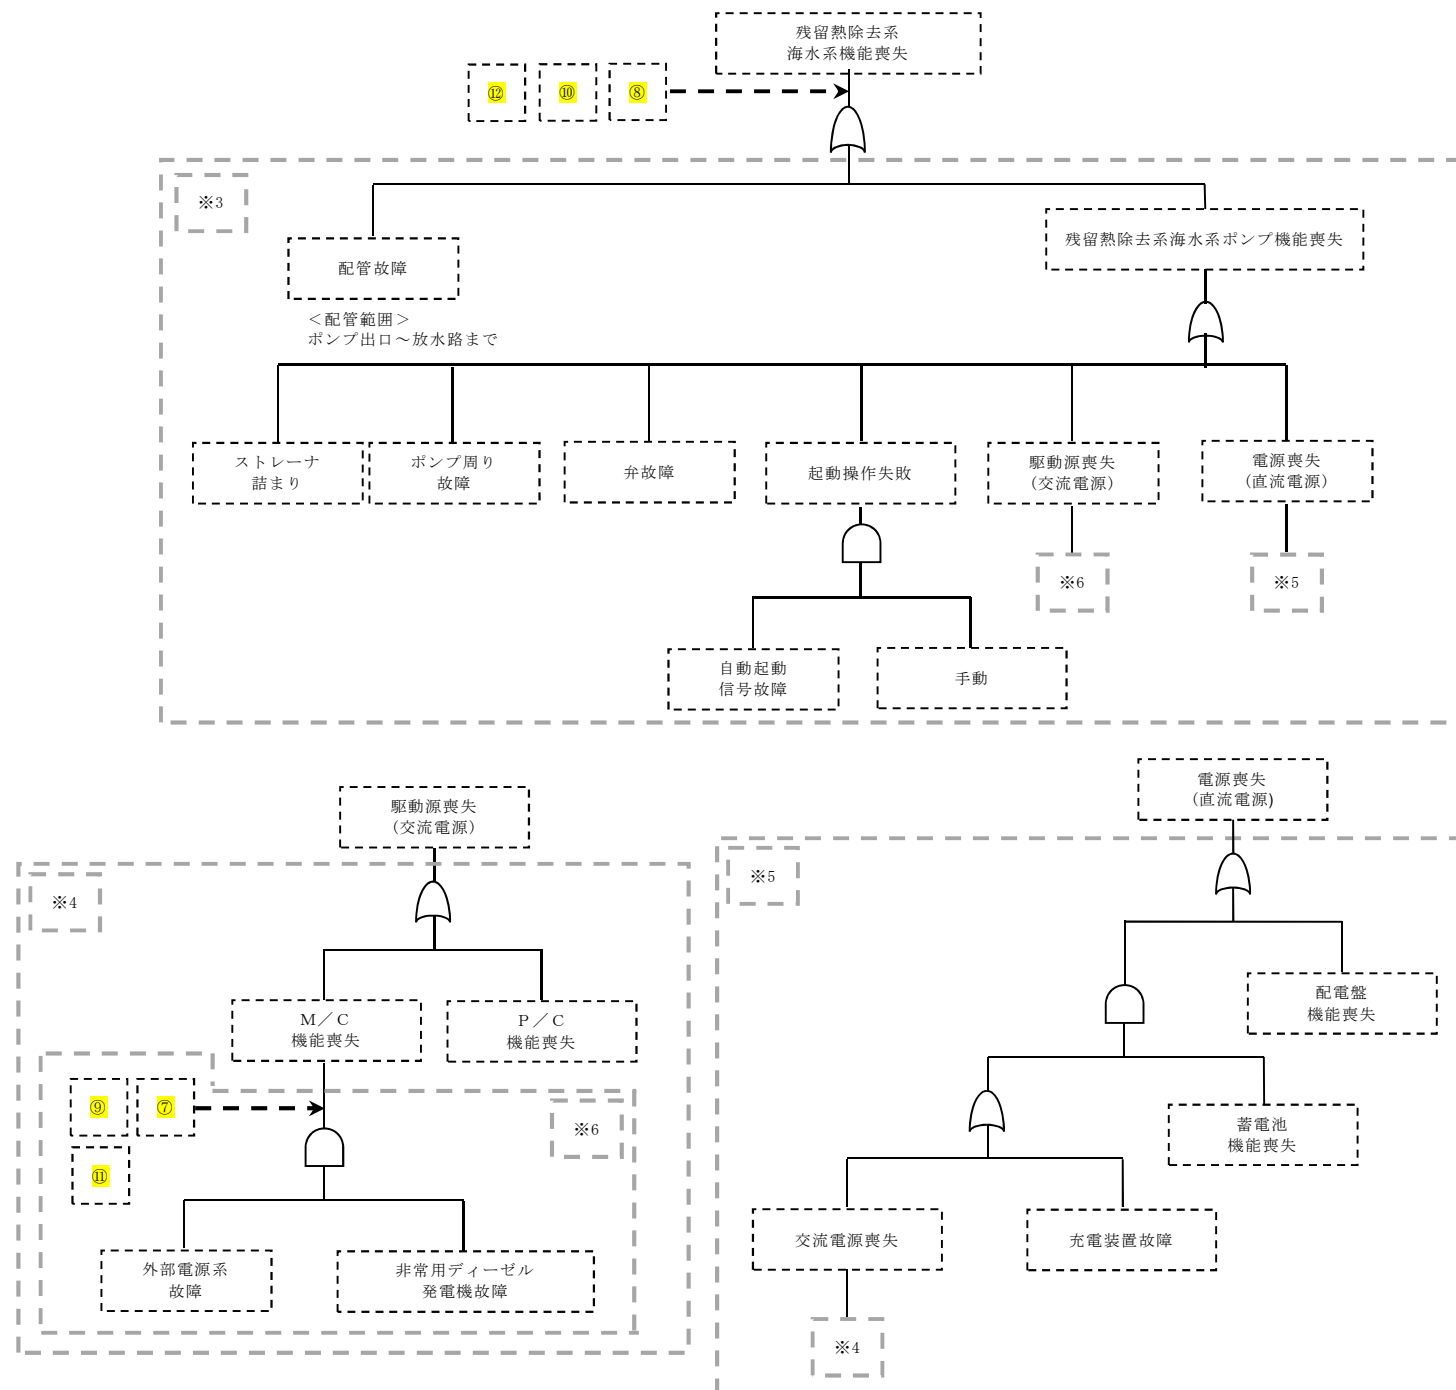 残留熱除去系
海水系機能喪失
⑫
⑩
⑧
※3
配管故障
残留熱除去系海水系ポンプ機能喪失
＜配管範囲＞
ポンプ出口～放水路まで
ストレーナ
詰まり
ポンプ周り
故障
弁故障
起動操作失敗
駆動源喪失
（交流電源）
電源喪失
（直流電源）
※6
※5
自動起動
信号故障
手動
駆動源喪失
（交流電源）
※4
M／C
機能喪失
P／C
機能喪失
⑨
⑦
⑪
※6
外部電源系
故障
非常用ディーゼル
発電機故障
電源喪失
（直流電源)
※5
配電盤
機能喪失
蓄電池
機能喪失
交流電源喪失
充電装置故障
※4